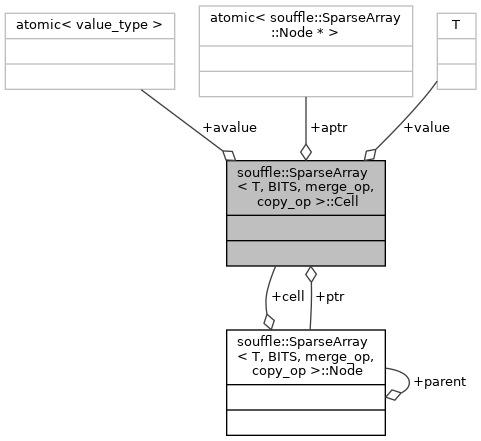 atomic< value_type >
atomic< souffle::SparseArray
::Node * >
T
+avalue
+aptr
+value
souffle::SparseArray
< T, BITS, merge_op,
copy_op >::Cell
+cell
+ptr
souffle::SparseArray
< T, BITS, merge_op,
copy_op >::Node
+parent